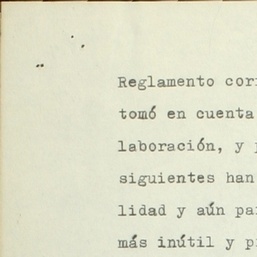 Reglamento cor
tomó en cuenta
laboración, y
siguientes han
lidad y aún pa
más inútil y p